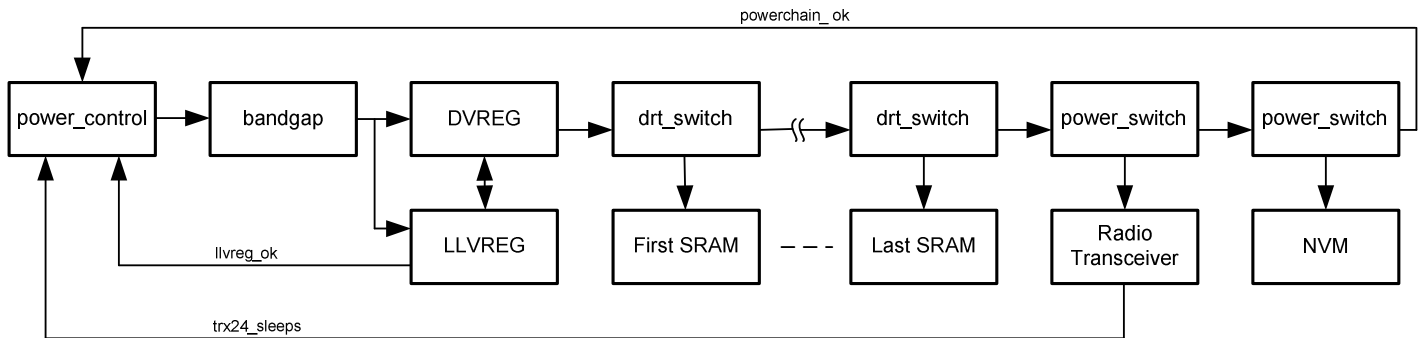 powerchain_ ok
power_control
bandgap
DVREG
drt_switch
drt_switch
power_switch
power_switch
LLVREG
First SRAM
Last SRAM
Radio
Transceiver
NVM
llvreg_ok
trx24_sleeps